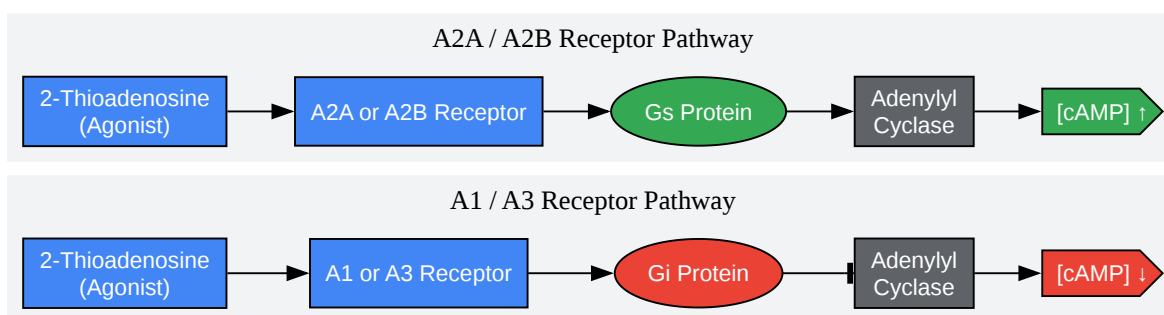 A2A / A2B Receptor Pathway
2-Thioadenosine
(Agonist)
A2A or A2B Receptor
Gs Protein
Adenylyl
Cyclase
[cAMP] ↑
A1 / A3 Receptor Pathway
2-Thioadenosine
(Agonist)
A1 or A3 Receptor
Gi Protein
Adenylyl
Cyclase
[cAMP] ↓